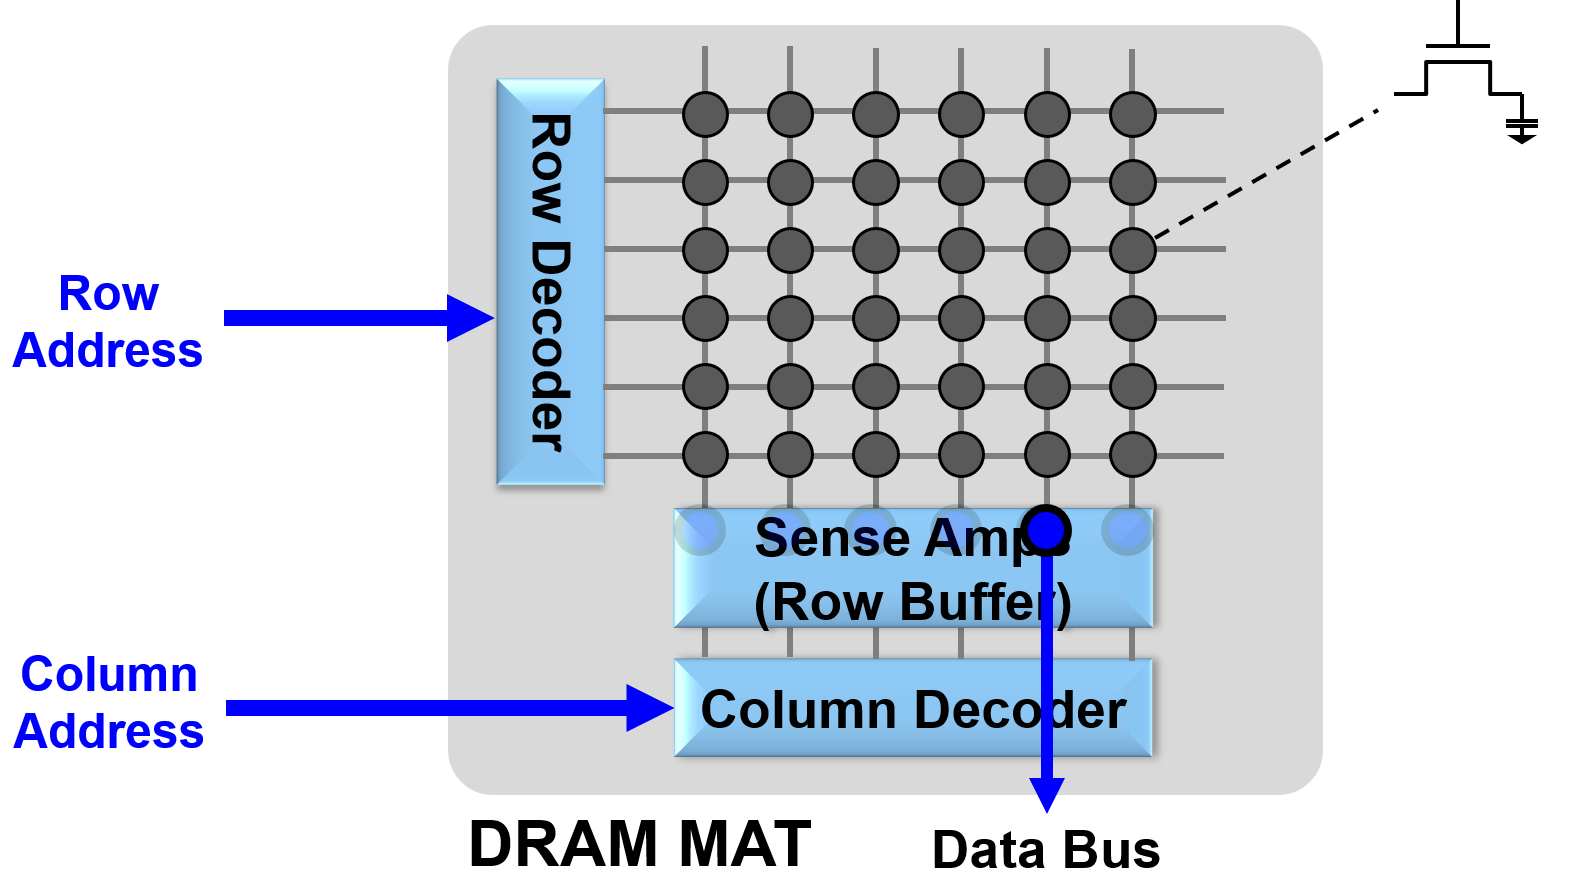 Row
Address
Row Decoder
Sense Amps
(Row Buffer)
Column
Address
Column Decoder
DRAM MAT
Data Bus